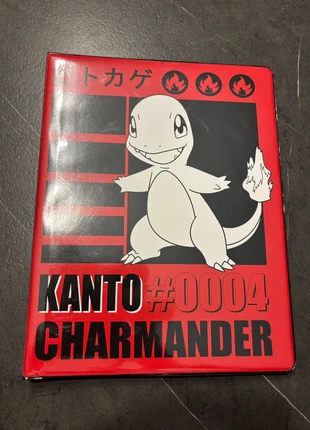 トカゲ
KANTO #0004
CHARMANDER